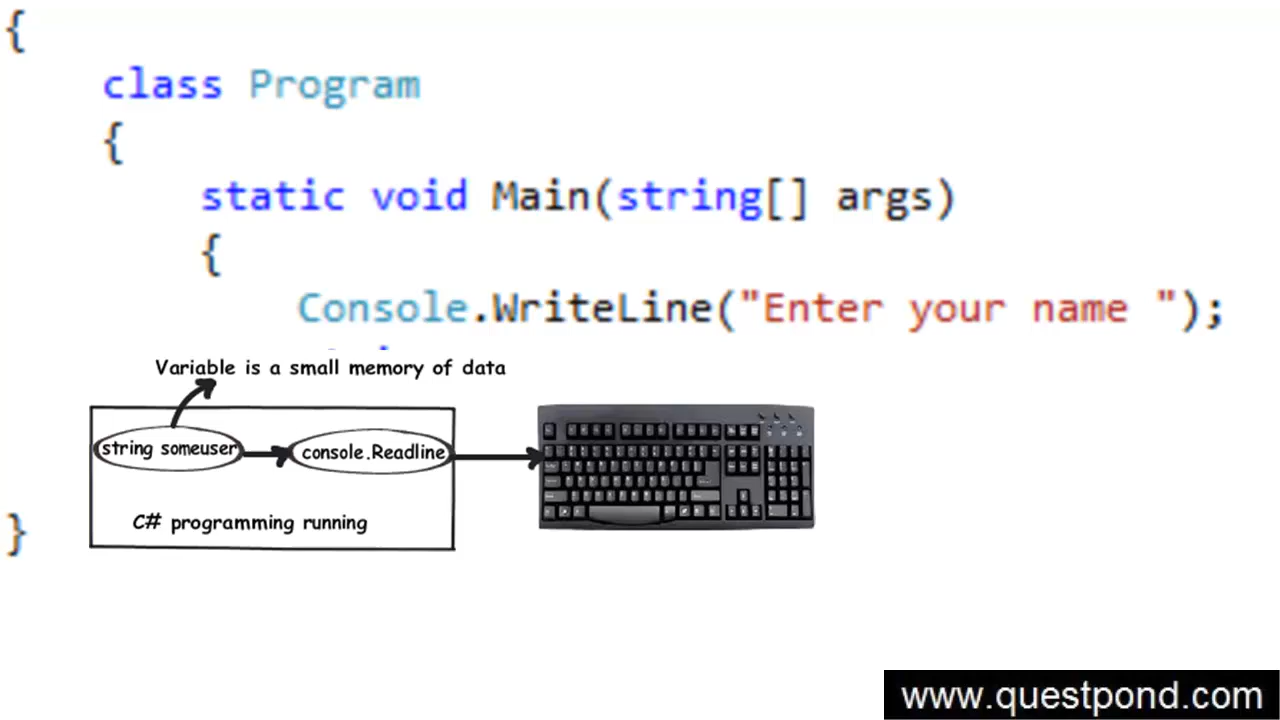 {
class Program
{
static void Main(string[] args)
{
Console.WriteLine("Enter your name ");
Variable is a small memory of data
string someuser
console.Readline
C# programming running
}
www.questpond.com